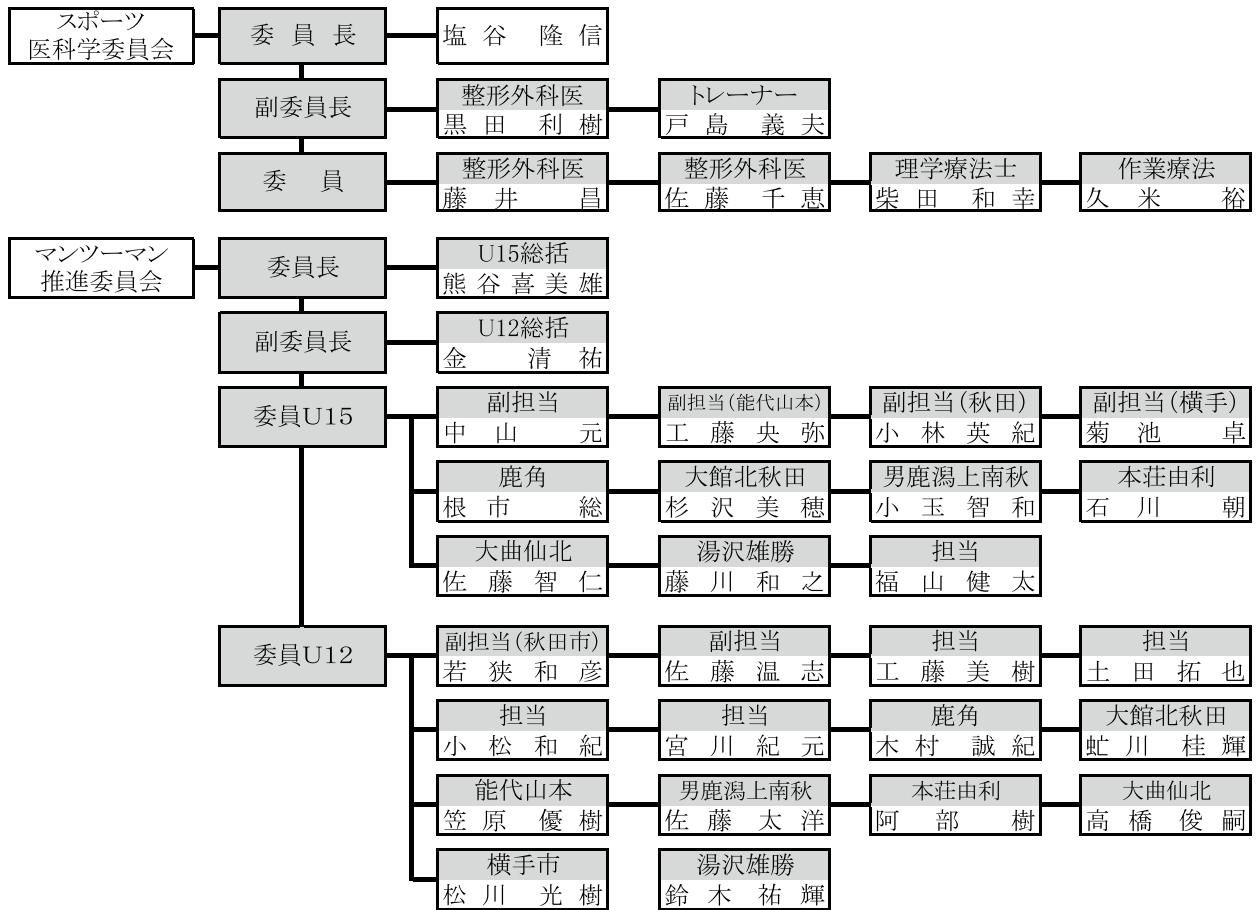 スポーツ
医科学委員会
委員長
塩谷 隆信
副委員長
整形外科医
黒田 利樹
トレーナー
戸島 義夫
委 員
整形外科医
藤井 昌
整形外科医
佐藤 千恵
理学療法士
柴田 和幸
作業療法
久米 裕
マンツーマン
推進委員会
委員長
U15総括
熊谷喜美雄
副委員長
U12総括
金 清祐
委員U15
副担当
中山 元
副担当(能代山本)
工藤央弥
副担当(秋田)
小林英紀
副担当(横手)
菊池 卓
鹿角
根市 総
大館北秋田
杉沢美穂
男鹿潟上南秋
小玉智和
本荘由利
石川 朝
大曲仙北
佐藤智仁
湯沢雄勝
藤川和之
担当
福山健太
委員U12
副担当(秋田市)
若狭和彦
副担当
佐藤温志
担当
工藤美樹
担当
土田拓也
担当
小松和紀
担当
宮川紀元
鹿角
木村 誠紀
大館北秋田
虻川 桂輝
能代山本
笠原 優樹
男鹿潟上南秋
佐藤太洋
本荘由利
阿部 樹
大曲仙北
高橋俊嗣
横手市
松川 光樹
湯沢雄勝
鈴木祐輝